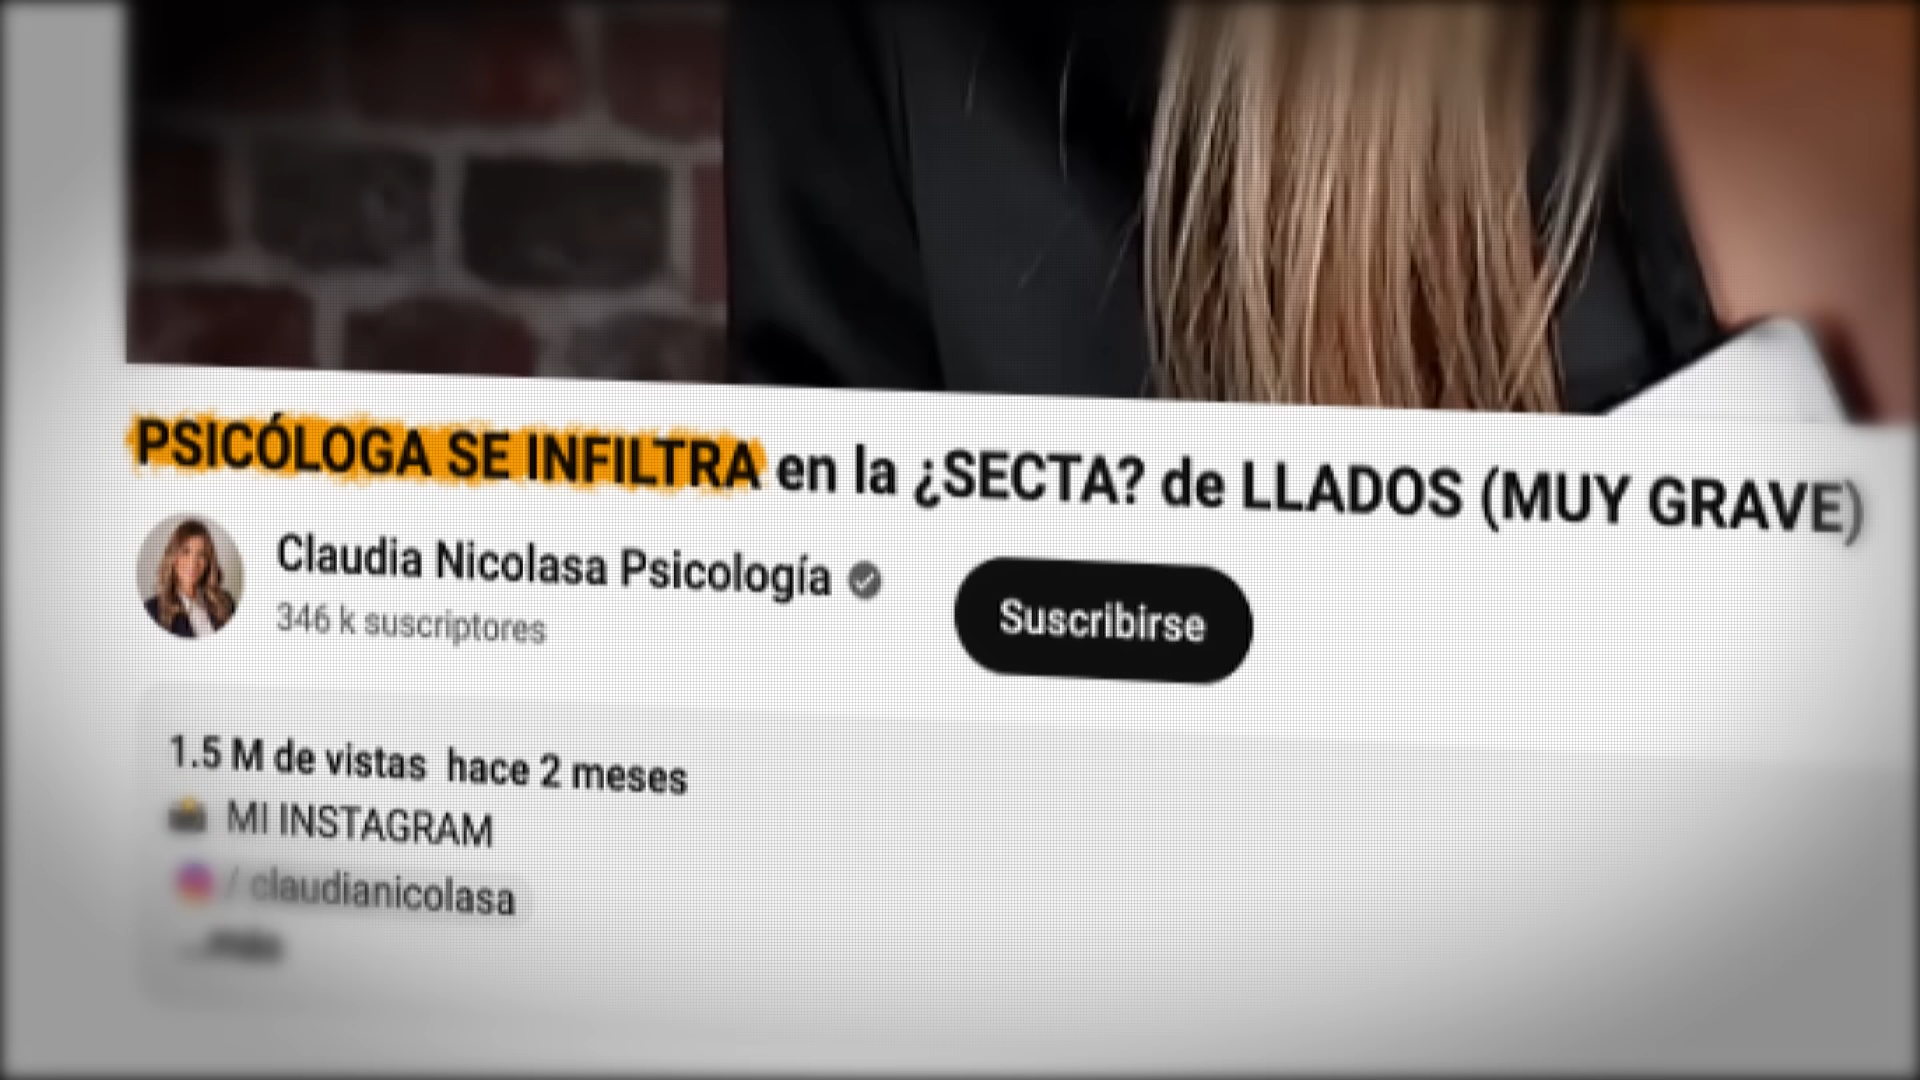 PSICÓLOGA SE INFILTRA en la ¿SECTA? de LLADOS (MUY GRAVE)
Claudia Nicolasa Psicología
346 k suscriptores
Suscribirse
1.5 M de vistas hace 2 meses
MI INSTAGRAM
/ claudianicolasa
...más